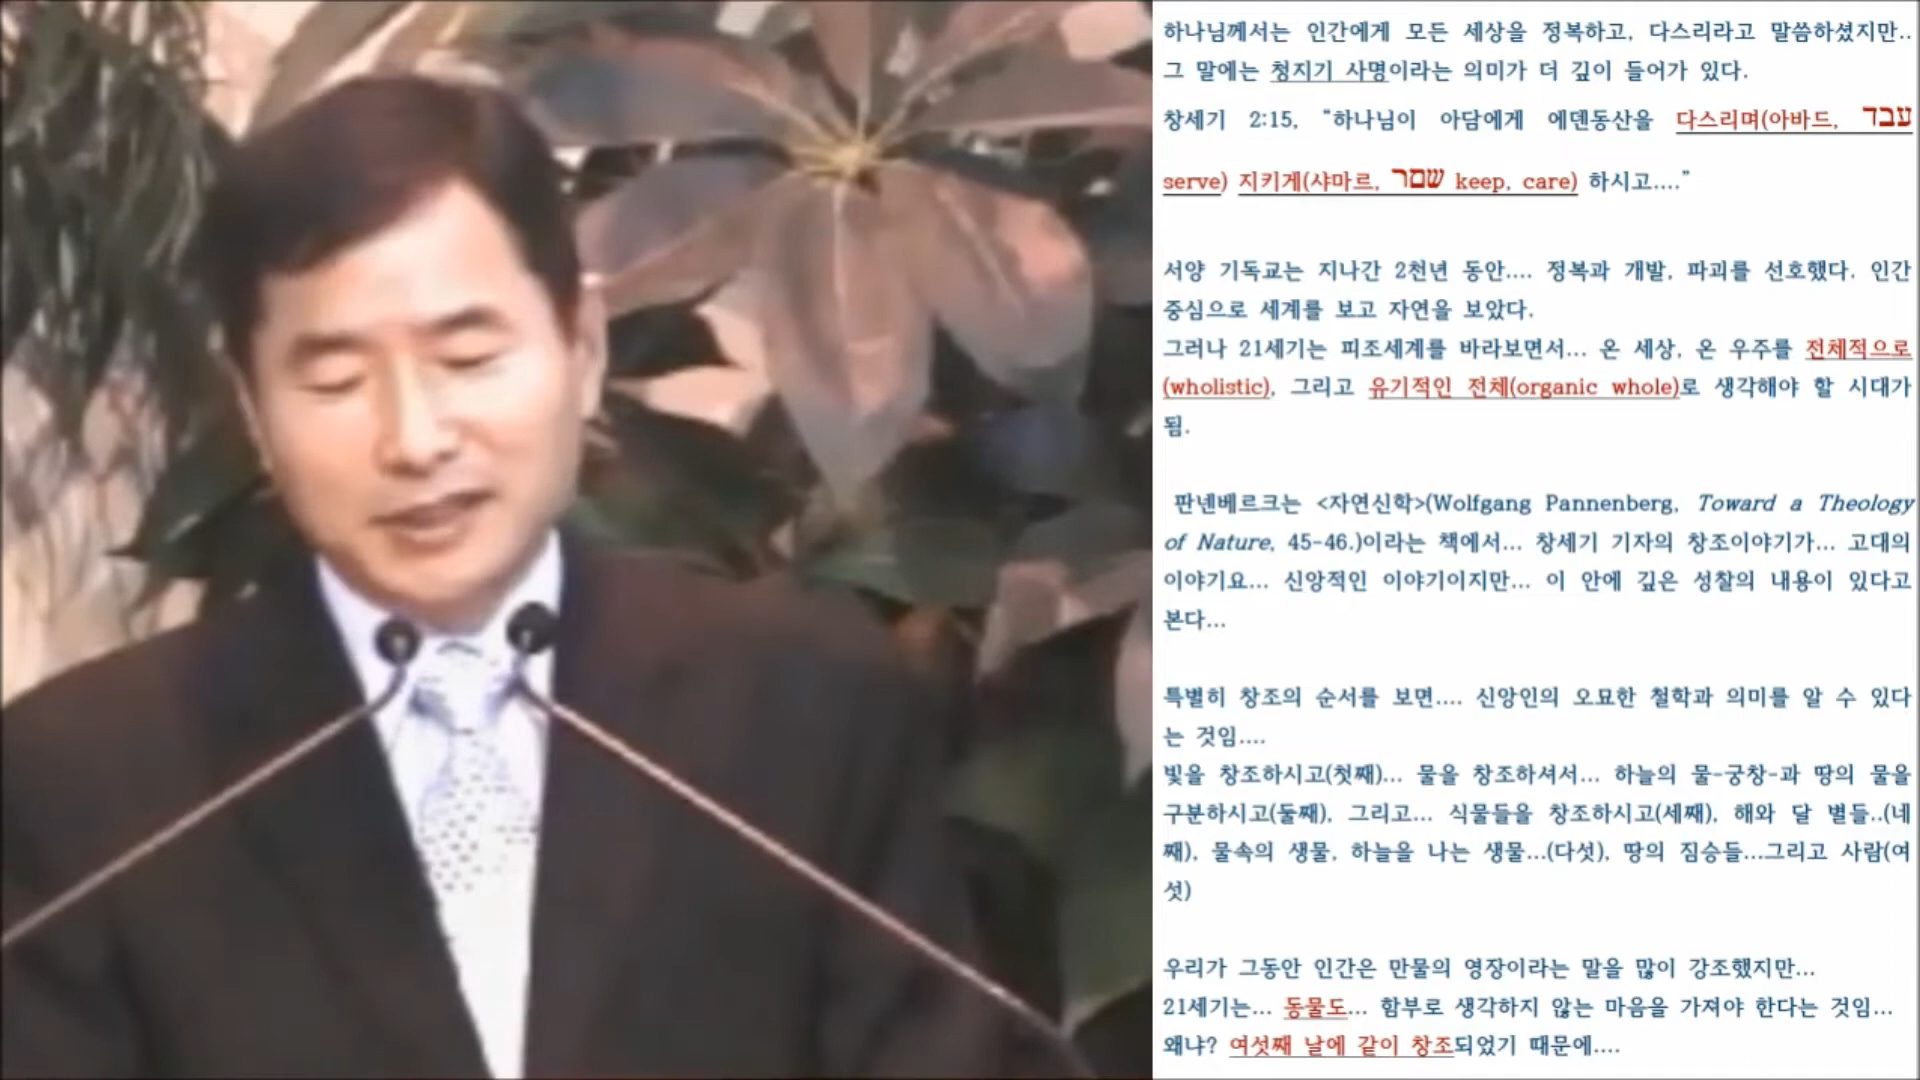 하나님께서는 인간에게 모든 세상을 정복하고, 다스리라고 말씀하셨지만..
그 말에는 청지기 사명이라는 의미가 더 깊이 들어가 있다.
창세기 2:15, “하나님이 아담에게 에덴동산을 다스리며(아바드, עבד
serve) 지키게(샤마르, שמר keep, care) 하시고....”
서양 기독교는 지나간 2천년 동안.... 정복과 개발, 파괴를 선호했다. 인간
중심으로 세계를 보고 자연을 보았다.
그러나 21세기는 피조세계를 바라보면서... 온 세상, 온 우주를 전체적으로
(wholistic), 그리고 유기적인 전체(organic whole)로 생각해야 할 시대가
됨.
판넨베르크는 <자연신학>(Wolfgang Pannenberg, Toward a Theology
of Nature, 45-46.)이라는 책에서... 창세기 기자의 창조이야기가... 고대의
이야기요... 신앙적인 이야기이지만... 이 안에 깊은 성찰의 내용이 있다고
본다...
특별히 창조의 순서를 보면.... 신앙인의 오묘한 철학과 의미를 알 수 있다
는 것임....
빛을 창조하시고(첫째)... 물을 창조하셔서... 하늘의 물-궁창-과 땅의 물을
구분하시고(둘째), 그리고... 식물들을 창조하시고(세째), 해와 달 별들..(네
째), 물속의 생물, 하늘을 나는 생물...(다섯), 땅의 짐승들...그리고 사람(여
섯)
우리가 그동안 인간은 만물의 영장이라는 말을 많이 강조했지만...
21세기는... 동물도... 함부로 생각하지 않는 마음을 가져야 한다는 것임...
왜냐? 여섯째 날에 같이 창조되었기 때문에....